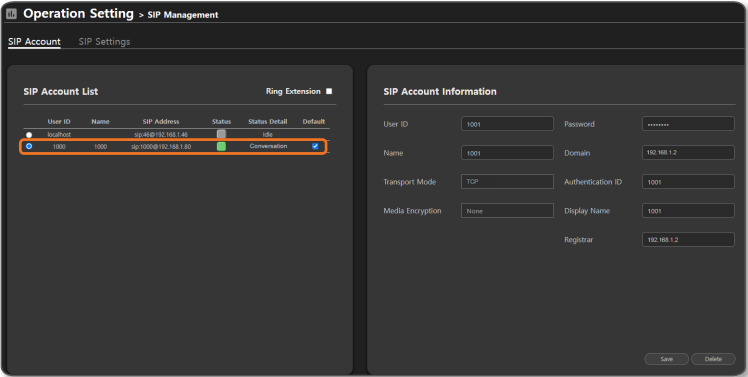 Operation Setting > SIP Management
SIP Account SIP Settings
SIP Account List Ring Extension
User ID Name SIP Address Status Status Detail Default
localhost sip:46@192.168.1.46 idle
1000 1000 sip:1000@192.168.1.80 Conversation
SIP Account Information
User ID 1001 Password ••••••••
Name 1001 Domain 192.168.1.2
Transport Mode TCP Authentication ID 1001
Media Encryption None Display Name 1001
Registrar 192.168.1.2
Save Delete